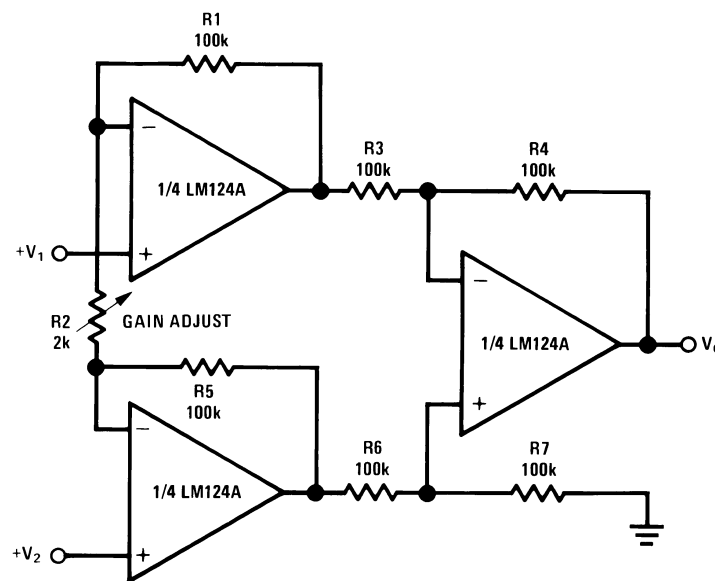 R1
100k
−
1/4 LM124A
+
+V1
R3
100k
R4
100k
R2
2k
GAIN ADJUST
−
1/4 LM124A
+
R5
100k
−
1/4 LM124A
+
+V2
R6
100k
R7
100k